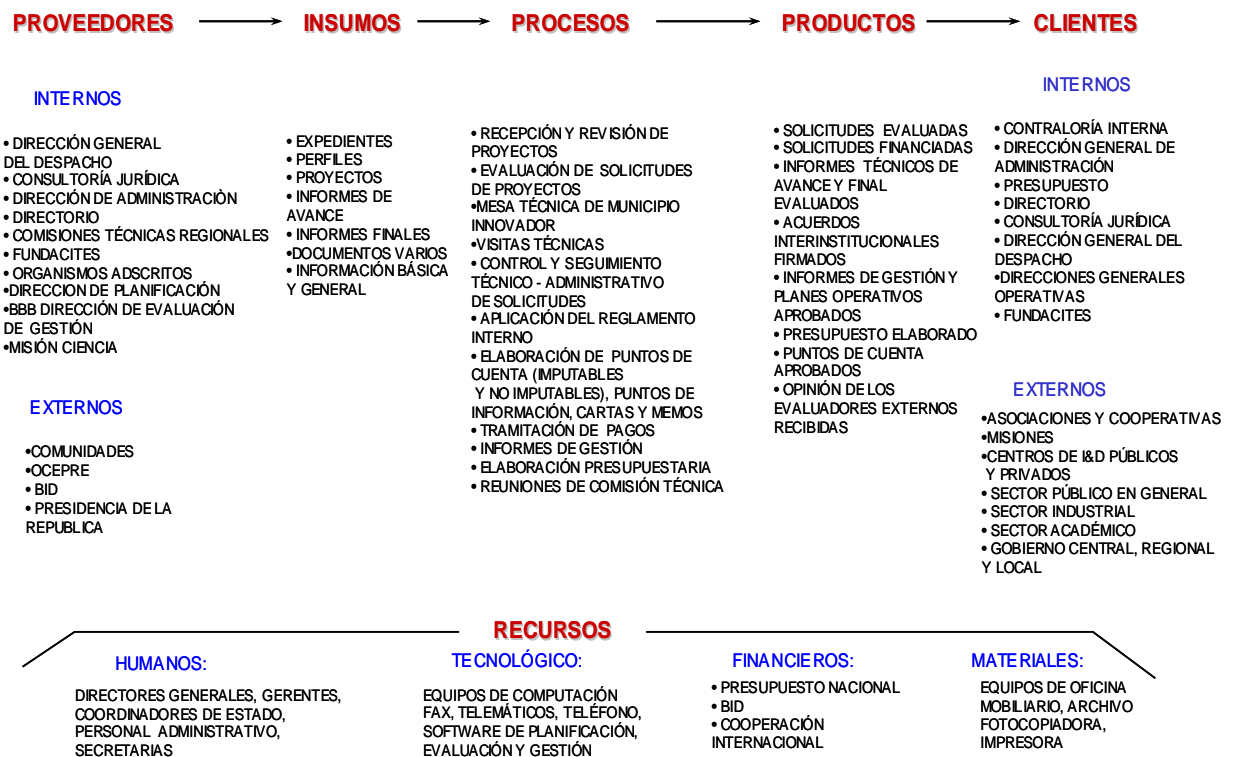 PROVEEDORES
INSUMOS
PROCESOS
PRODUCTOS
CLIENTES
INTERNOS
• DIRECCIÓN GENERAL
DEL DESPACHO
• CONSULTORÍA JURÍDICA
• DIRECCIÓN DE ADMINISTRACIÒN
• DIRECTORIO
• COMISIONES TÉCNICAS REGIONALES
• FUNDACITES
• ORGANISMOS ADSCRITOS
•DIRECCION DE PLANIFICACIÓN
•BBB DIRECCIÓN DE EVALUACIÓN
DE GESTIÓN
•MISIÓN CIENCIA
EXTERNOS
•COMUNIDADES
•OCEPRE
• BID
• PRESIDENCIA DE LA
REPUBLICA
• EXPEDIENTES
• PERFILES
• PROYECTOS
• INFORMES DE
AVANCE
• INFORMES FINALES
•DOCUMENTOS VARIOS
• INFORMACIÓN BÁSICA
Y GENERAL
• RECEPCIÓN Y REVISIÓN DE
PROYECTOS
• EVALUACIÓN DE SOLICITUDES
DE PROYECTOS
•MESA TÉCNICA DE MUNICIPIO
INNOVADOR
•VISITAS TÉCNICAS
• CONTROL Y SEGUIMIENTO
TÉCNICO - ADMINISTRATIVO
DE SOLICITUDES
• APLICACIÓN DEL REGLAMENTO
INTERNO
• ELABORACIÓN DE PUNTOS DE
CUENTA (IMPUTABLES
Y NO IMPUTABLES), PUNTOS DE
INFORMACIÓN, CARTAS Y MEMOS
• TRAMITACIÓN DE PAGOS
• INFORMES DE GESTIÓN
• ELABORACIÓN PRESUPUESTARIA
• REUNIONES DE COMISIÓN TÉCNICA
• SOLICITUDES EVALUADAS
• SOLICITUDES FINANCIADAS
• INFORMES TÉCNICOS DE
AVANCE Y FINAL
EVALUADOS
• ACUERDOS
INTERINSTITUCIONALES
FIRMADOS
• INFORMES DE GESTIÓN Y
PLANES OPERATIVOS
APROBADOS
• PRESUPUESTO ELABORADO
• PUNTOS DE CUENTA
APROBADOS
• OPINIÓN DE LOS
EVALUADORES EXTERNOS
RECIBIDAS
INTERNOS
• CONTRALORÍA INTERNA
• DIRECCIÓN GENERAL DE
ADMINISTRACIÓN
• PRESUPUESTO
• DIRECTORIO
• CONSULTORÍA JURÍDICA
• DIRECCIÓN GENERAL DEL
DESPACHO
•DIRECCIONES GENERALES
OPERATIVAS
• FUNDACITES
EXTERNOS
•ASOCIACIONES Y COOPERATIVAS
•MISIONES
•CENTROS DE I&D PÚBLICOS
Y PRIVADOS
• SECTOR PÚBLICO EN GENERAL
• SECTOR INDUSTRIAL
• SECTOR ACADÉMICO
• GOBIERNO CENTRAL, REGIONAL
Y LOCAL
RECURSOS
HUMANOS:
DIRECTORES GENERALES, GERENTES,
COORDINADORES DE ESTADO,
PERSONAL ADMINISTRATIVO,
SECRETARIAS
TECNOLÓGICO:
EQUIPOS DE COMPUTACIÓN
FAX, TELEMÁTICOS, TELÉFONO,
SOFTWARE DE PLANIFICACIÓN,
EVALUACIÓN Y GESTIÓN
FINANCIEROS:
• PRESUPUESTO NACIONAL
• BID
• COOPERACIÓN
INTERNACIONAL
MATERIALES:
EQUIPOS DE OFICINA
MOBILIARIO, ARCHIVO
FOTOCOPIADORA,
IMPRESORA